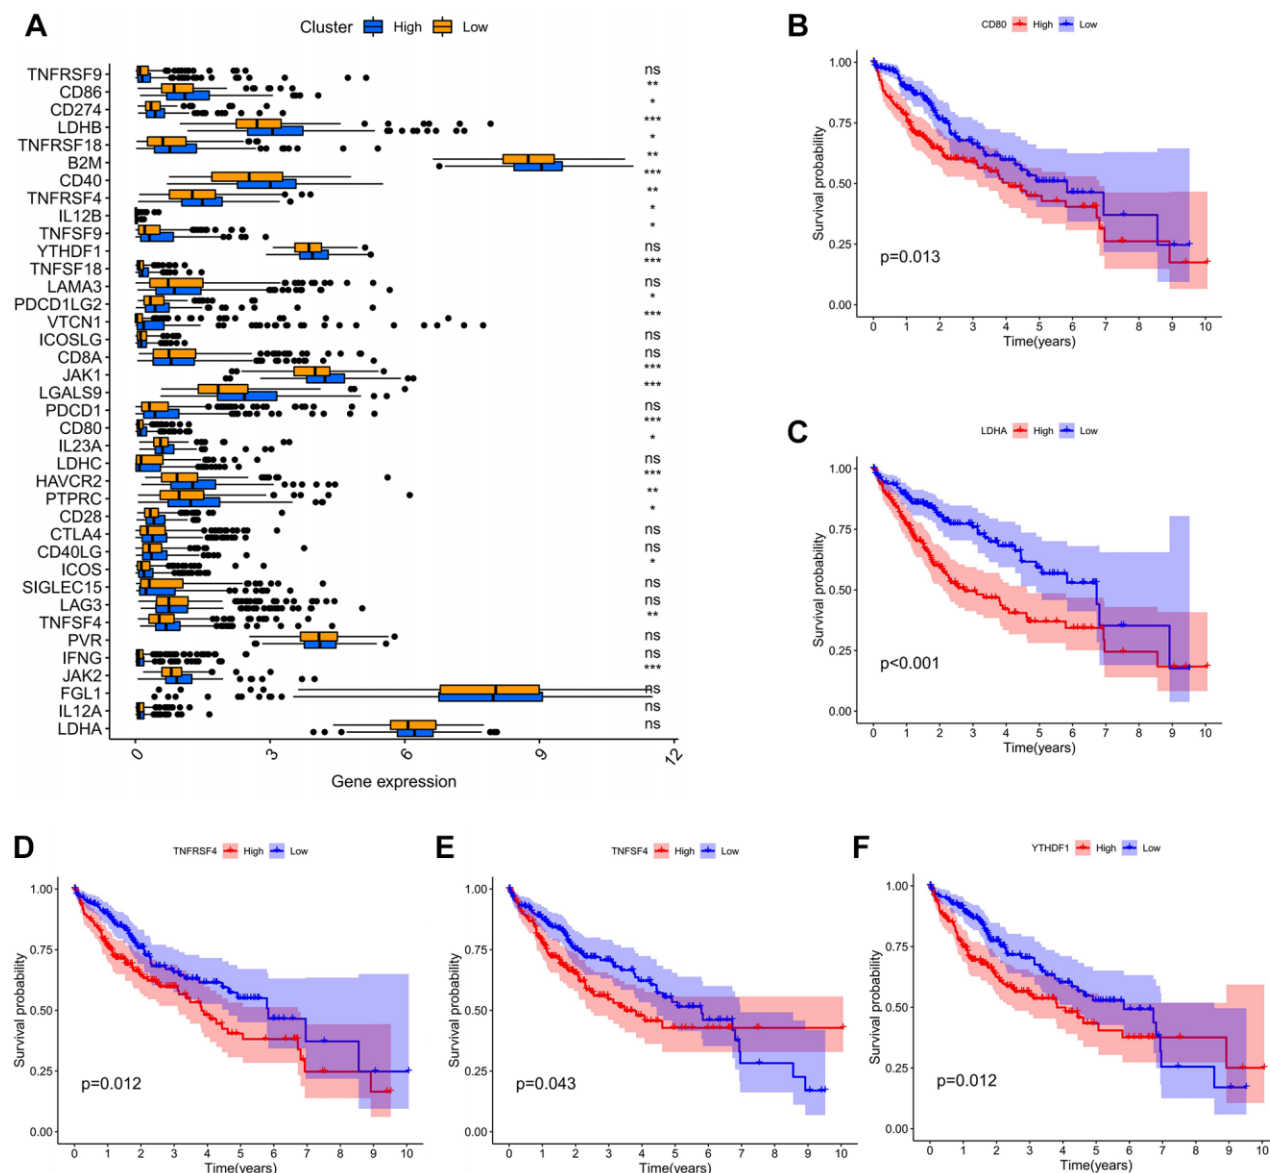 A
Cluster High Low
TNFRSF9 ns
CD86 **
CD274 *
LDHB ***
TNFRSF18 *
B2M **
CD40 ***
TNFRSF4 **
IL12B *
TNFSF9 *
YTHDF1 ns
TNFSF18 ***
LAMA3 ns
PDCD1LG2 *
VTCN1 ***
ICOSLG ns
CD8A ns
JAK1 ***
LGALS9 ***
PDCD1 ns
CD80 ***
IL23A *
LDHC ns
HAVCR2 ***
PTPRC **
CD28 *
CTLA4 ns
CD40LG ns
ICOS *
SIGLEC15 ns
LAG3 ns
TNFSF4 **
PVR ns
IFNG ns
JAK2 ***
FGL1 ns
IL12A ns
LDHA ns
0 3 6 9 12
Gene expression
B
CD80 High Low
Survival probability
1.00
0.75
0.50
0.25
0.00
p=0.013
0 1 2 3 4 5 6 7 8 9 10
Time(years)
C
LDHA High Low
Survival probability
1.00
0.75
0.50
0.25
0.00
p<0.001
0 1 2 3 4 5 6 7 8 9 10
Time(years)
D
TNFRSF4 High Low
Survival probability
1.00
0.75
0.50
0.25
0.00
p=0.012
0 1 2 3 4 5 6 7 8 9 10
Time(years)
E
TNFSF4 High Low
Survival probability
1.00
0.75
0.50
0.25
0.00
p=0.043
0 1 2 3 4 5 6 7 8 9 10
Time(years)
F
YTHDF1 High Low
Survival probability
1.00
0.75
0.50
0.25
0.00
p=0.012
0 1 2 3 4 5 6 7 8 9 10
Time(years)